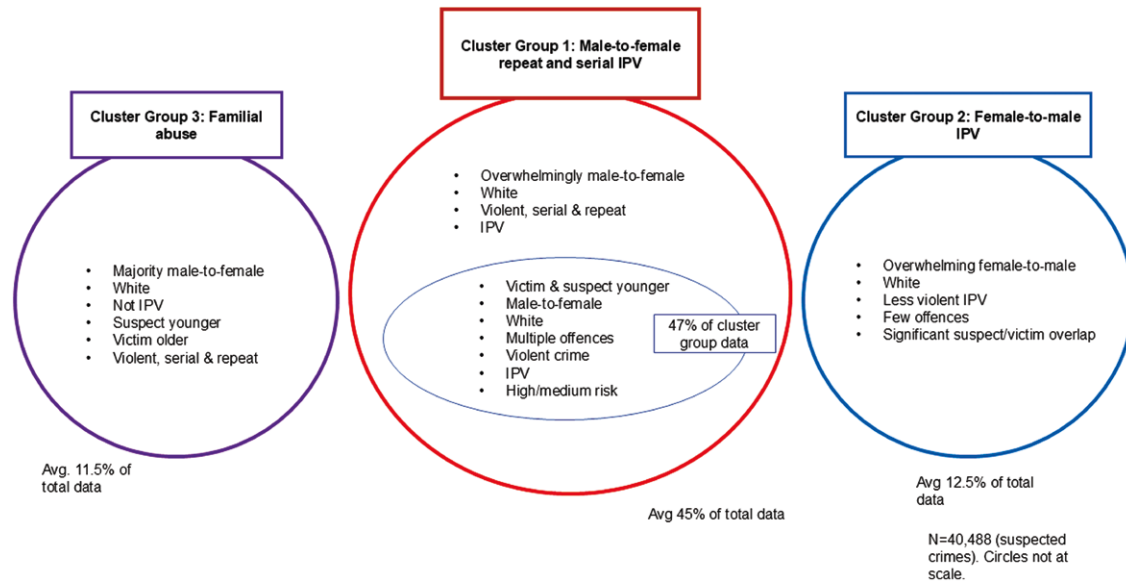 Cluster Group 1: Male-to-female
repeat and serial IPV
Cluster Group 3: Familial
abuse
Cluster Group 2: Female-to-male
IPV
• Overwhelmingly male-to-female
• White
• Violent, serial & repeat
• IPV
• Majority male-to-female
• White
• Not IPV
• Suspect younger
• Victim older
• Violent, serial & repeat
• Victim & suspect younger
• Male-to-female
• White
• Multiple offences
• Violent crime
• IPV
• High/medium risk
47% of cluster
group data
• Overwhelming female-to-male
• White
• Less violent IPV
• Few offences
• Significant suspect/victim overlap
Avg. 11.5% of
total data
Avg 45% of total data
Avg 12.5% of total
data
N=40,488 (suspected
crimes). Circles not at
scale.